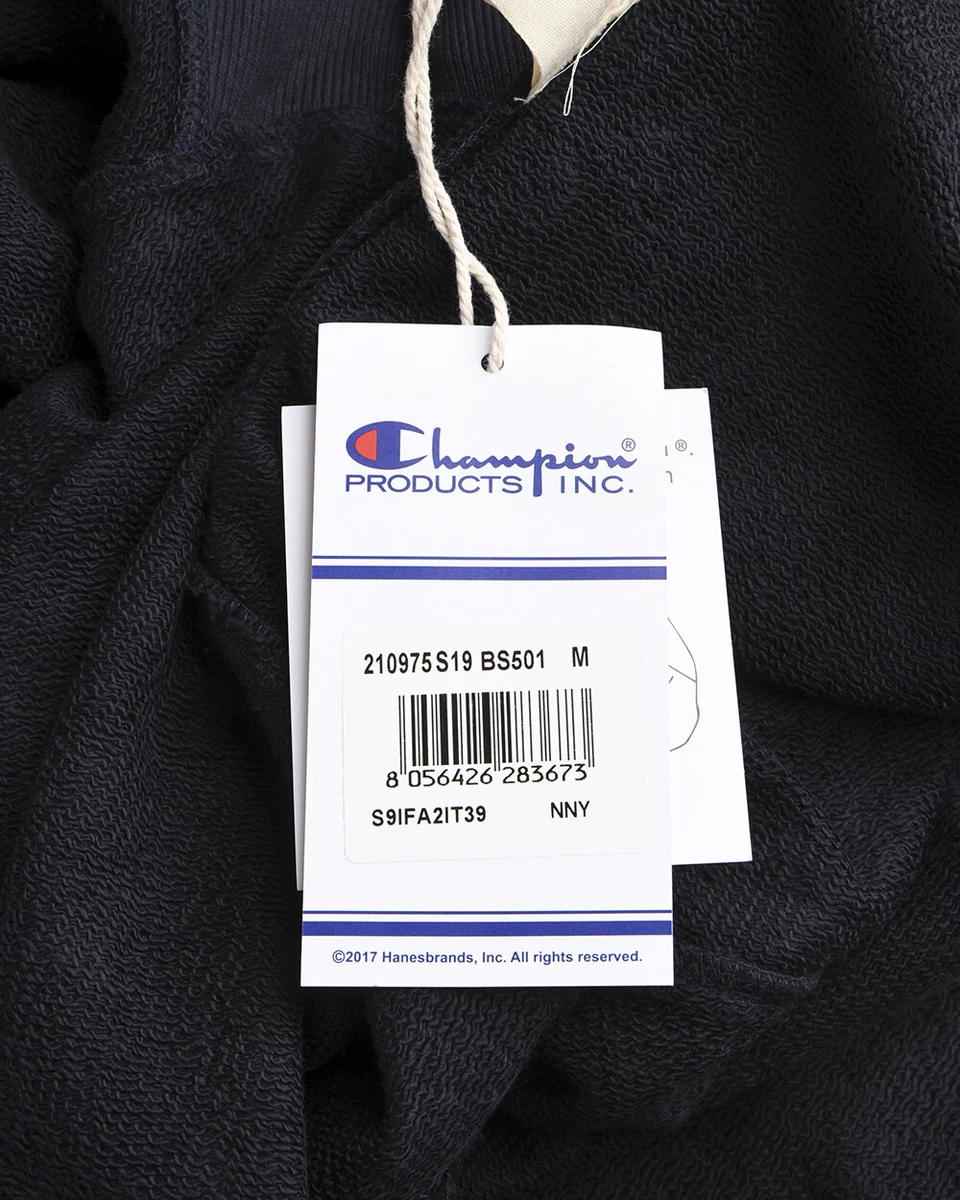 Champion®
PRODUCTS INC.
210975 S19 BS501 M
8 056426 283673
S9IFA2IT39 NNY
©2017 Hanesbrands, Inc. All rights reserved.